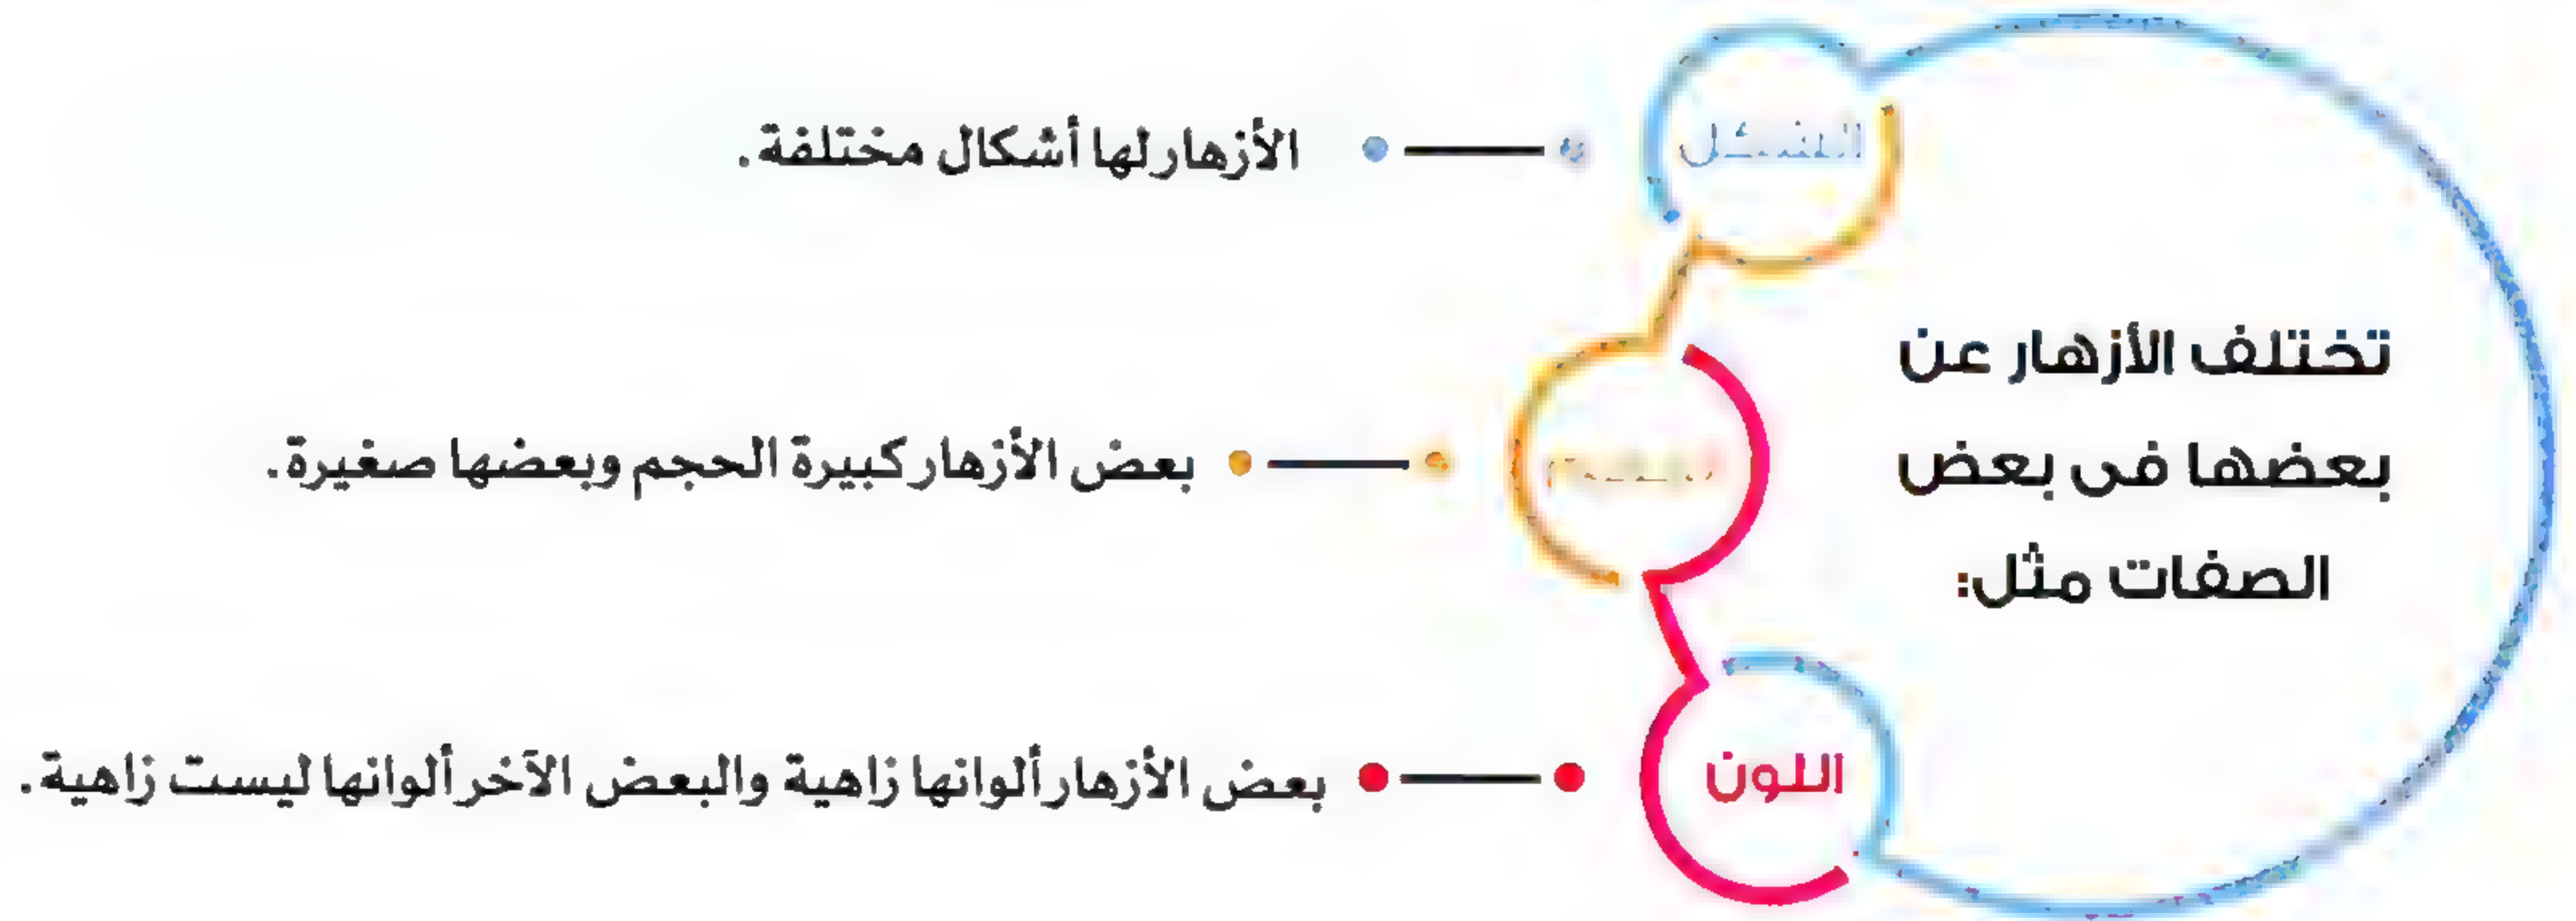 تختلف الأزهار عن
بعضها فى بعض
الصفات مثل:
الشكل
الأزهار لها أشكال مختلفة.
بعض الأزهار كبيرة الحجم وبعضها صغيرة.
اللون
بعض الأزهار ألوانها زاهية والبعض الآخر ألوانها ليست زاهية.